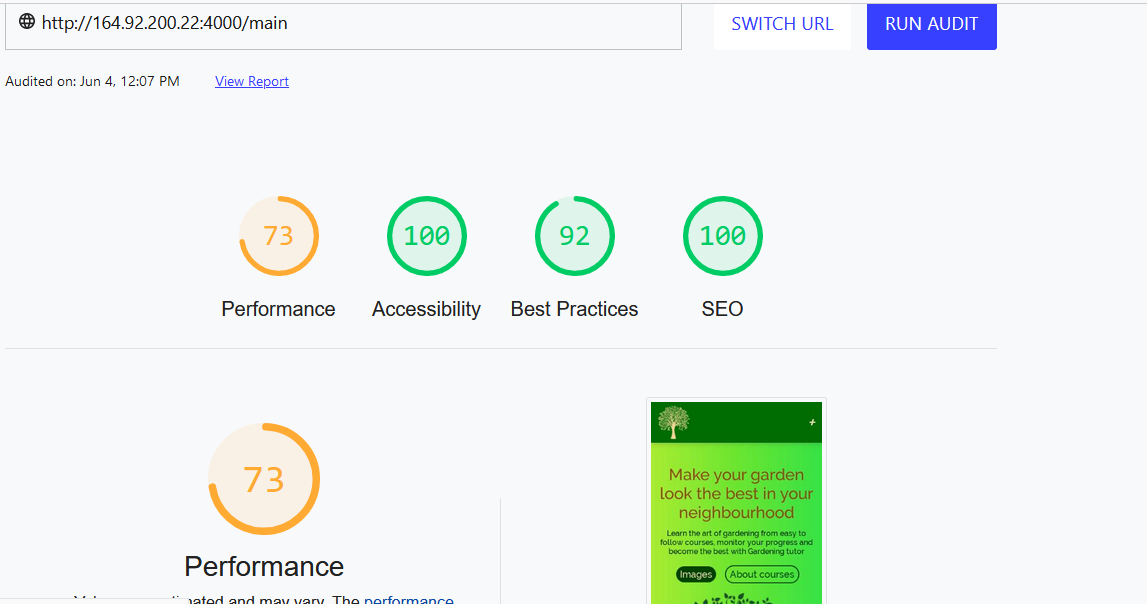 http://164.92.200.22:4000/main
SWITCH URL
RUN AUDIT
Audited on: Jun 4, 12:07 PM
View Report
73
100
92
100
Performance
Accessibility
Best Practices
SEO
73
Performance
and may vary. The performance
+
Make your garden
look the best in your
neighbourhood
Learn the art of gardening from easy to
follow courses, monitor your progress and
become the best with Gardening tutor
Images
About courses